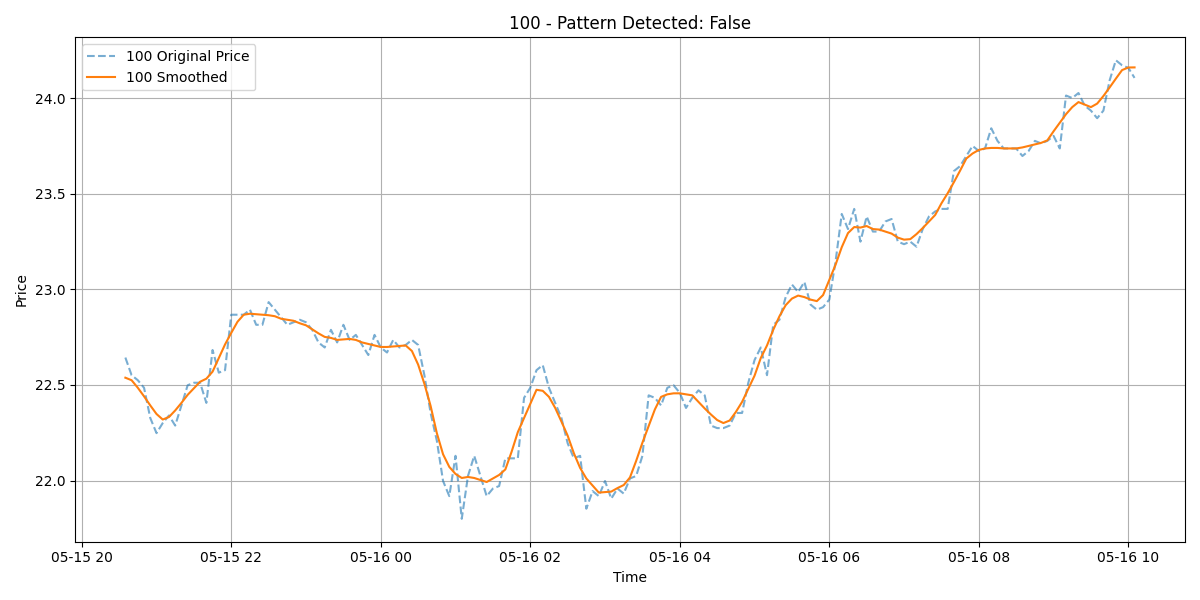 100 - Pattern Detected: False
100 Original Price
100 Smoothed
Price
24.0
23.5
23.0
22.5
22.0
05-15 20
05-15 22
05-16 00
05-16 02
05-16 04
05-16 06
05-16 08
05-16 10
Time